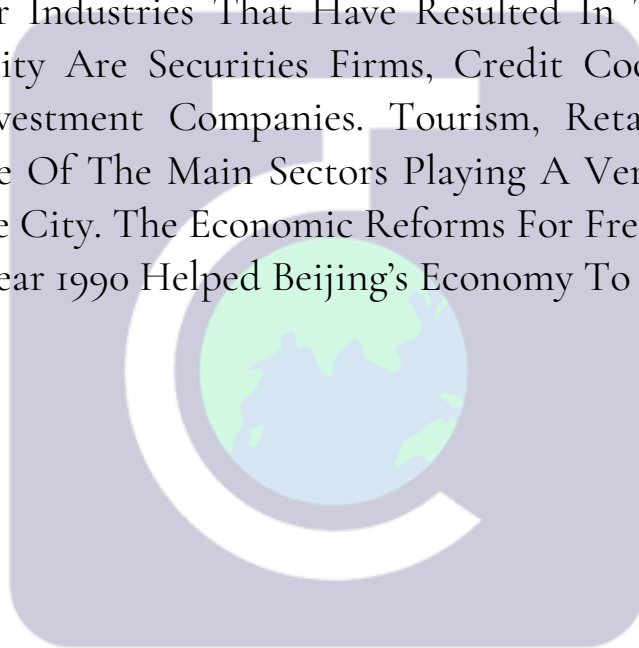 r Industries That Have Resulted In
ity Are Securities Firms, Credit Coo
vestment Companies. Tourism, Reta
e Of The Main Sectors Playing A Ver
e City. The Economic Reforms For Fre
ear 1990 Helped Beijing’s Economy To